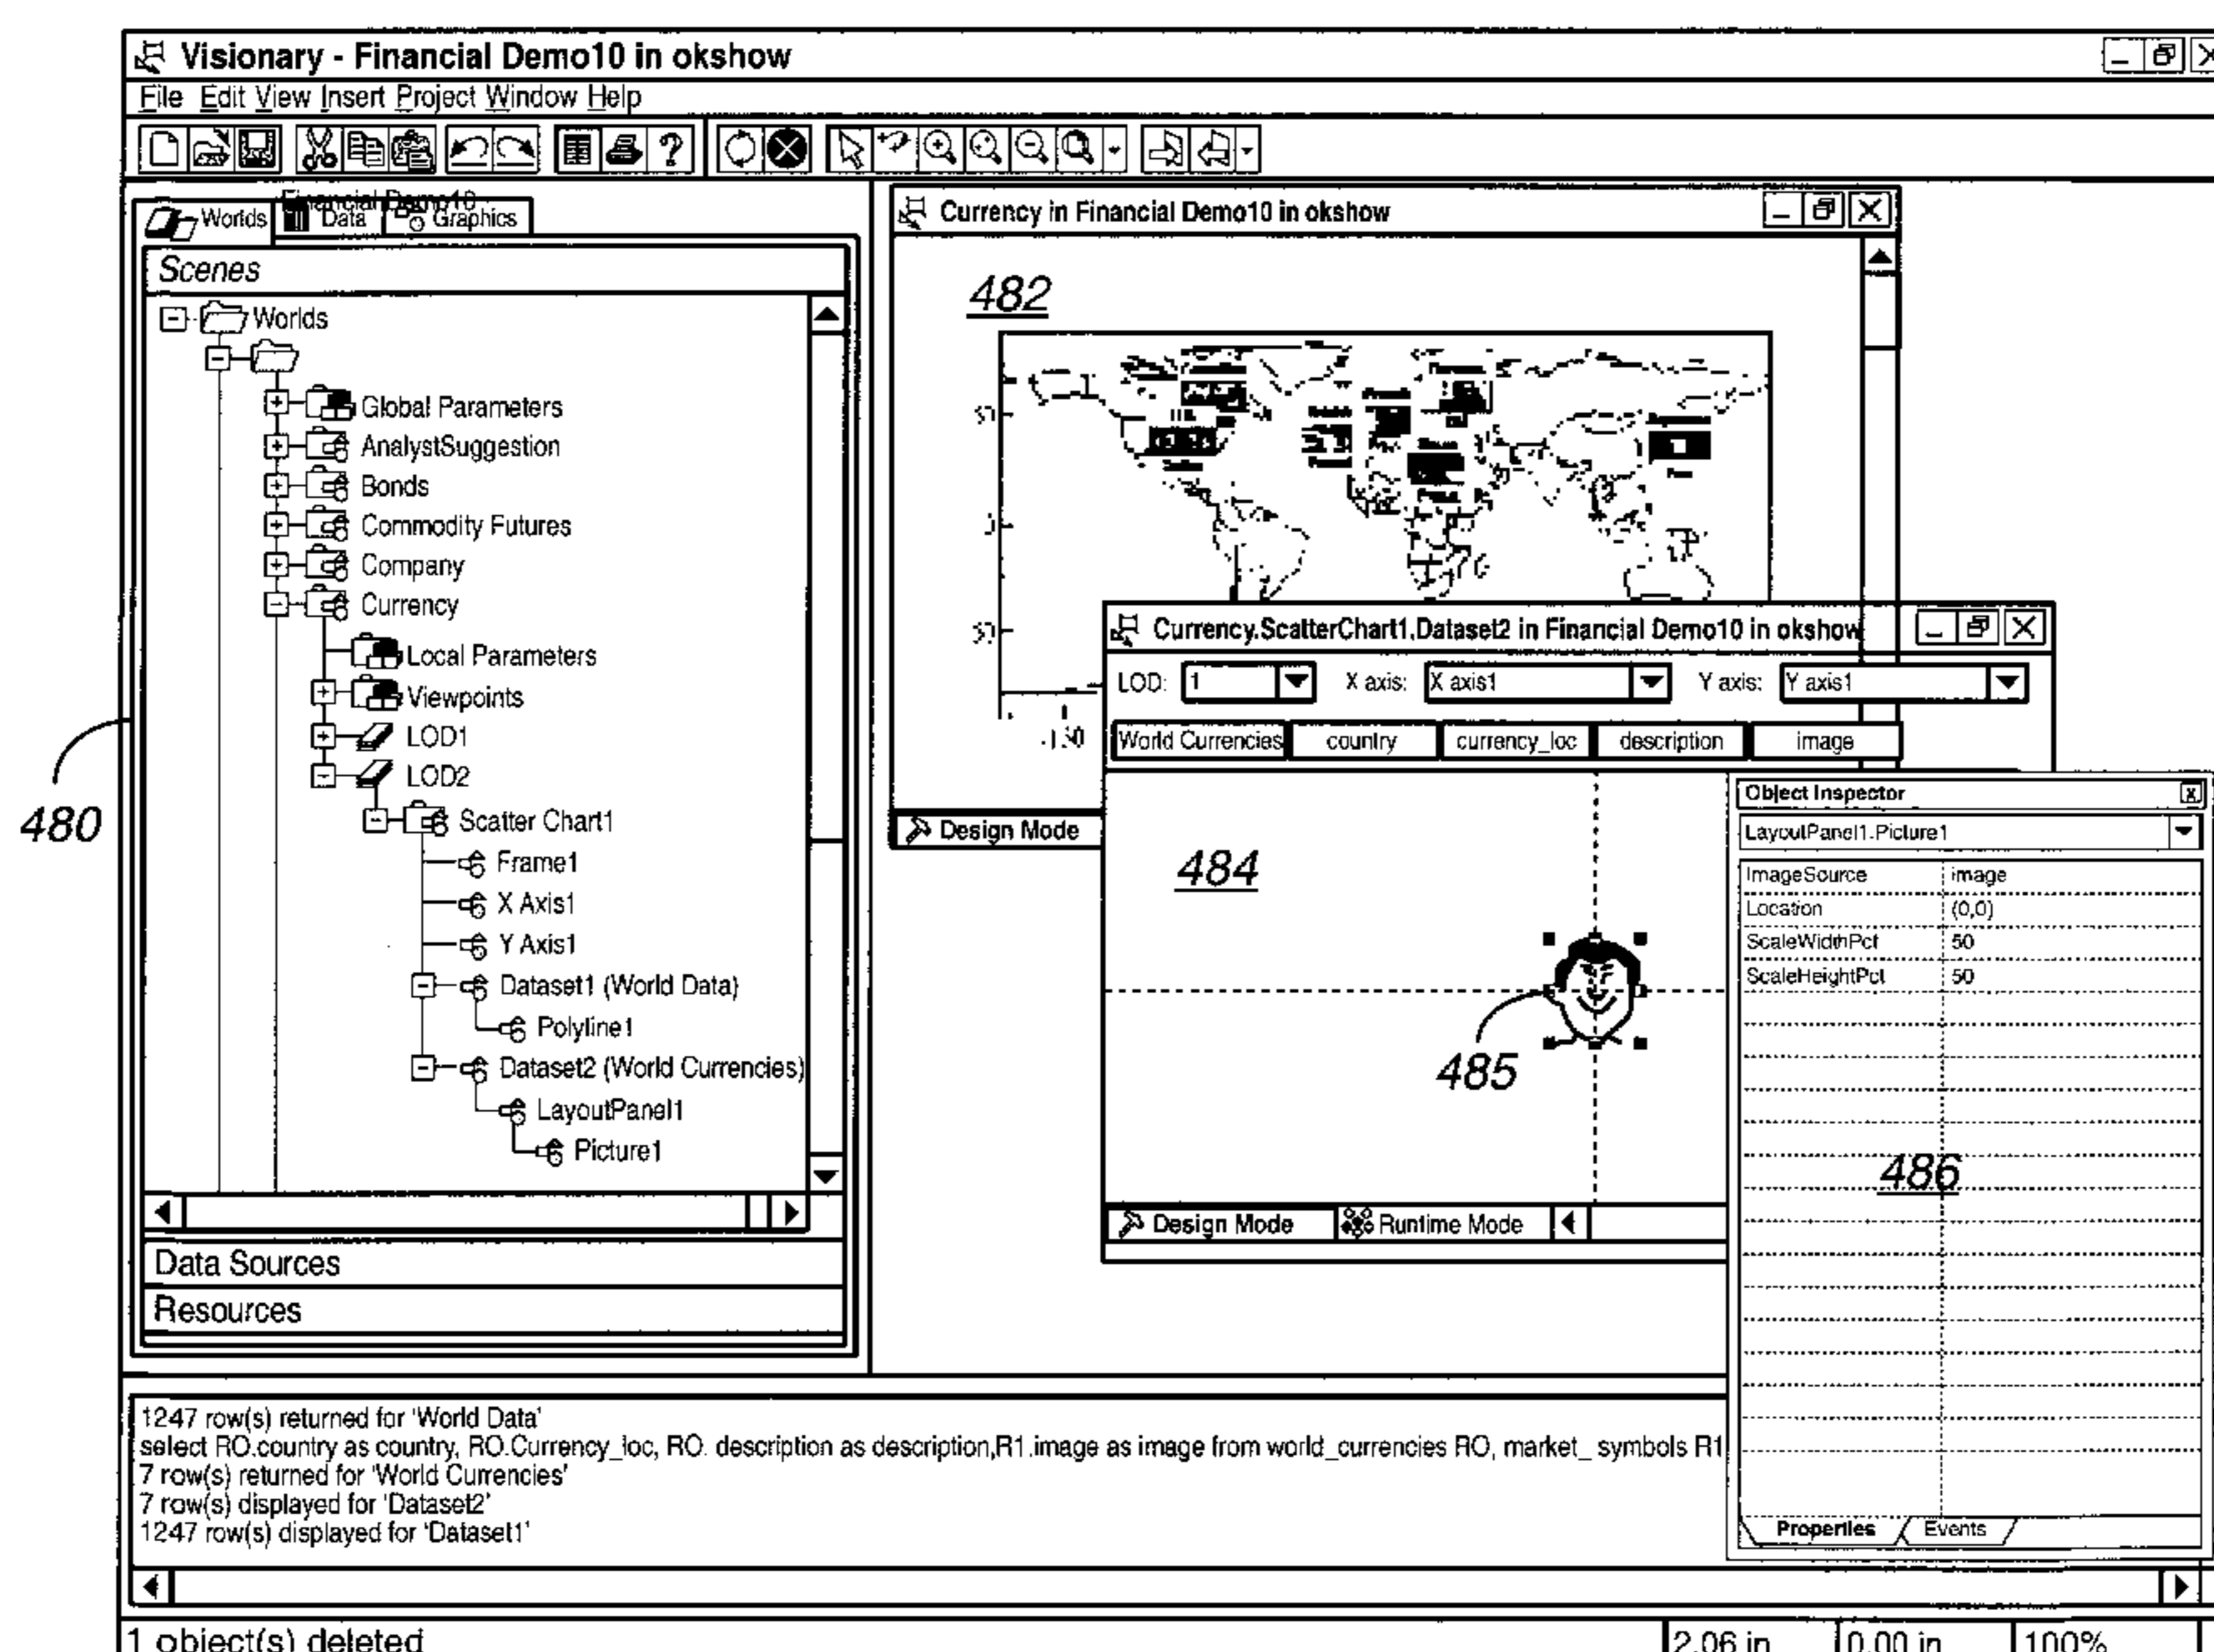 Visionary - Financial Demo10 in okshow
File Edit View Insert Project Window Help
Financial Demo10
Worlds Data Graphics
Scenes
Worlds
Global Parameters
AnalystSuggestion
Bonds
Commodity Futures
Company
Currency
Local Parameters
Viewpoints
LOD1
LOD2
Scatter Chart1
Frame1
X Axis1
Y Axis1
Dataset1 (World Data)
Polyline1
Dataset2 (World Currencies)
LayoutPanel1
Picture1
Data Sources
Resources
480
Currency in Financial Demo10 in okshow
482
Design Mode
Currency.ScatterChart1.Dataset2 in Financial Demo10 in okshow
LOD: 1 X axis: X axis1 Y axis: Y axis1
World Currencies country currency_loc description image
484
485
Design Mode Runtime Mode
Object Inspector
LayoutPanel1.Picture1
ImageSource image
Location (0,0)
ScaleWidthPct 50
ScaleHeightPct 50
486
Properties Events
1247 row(s) returned for 'World Data'
select RO.country as country, RO.Currency_loc, RO. description as description,R1.image as image from world_currencies RO, market_ symbols R1
7 row(s) returned for 'World Currencies'
7 row(s) displayed for 'Dataset2'
1247 row(s) displayed for 'Dataset1'
1 object(s) deleted 2.06 in 0.00 in 100%